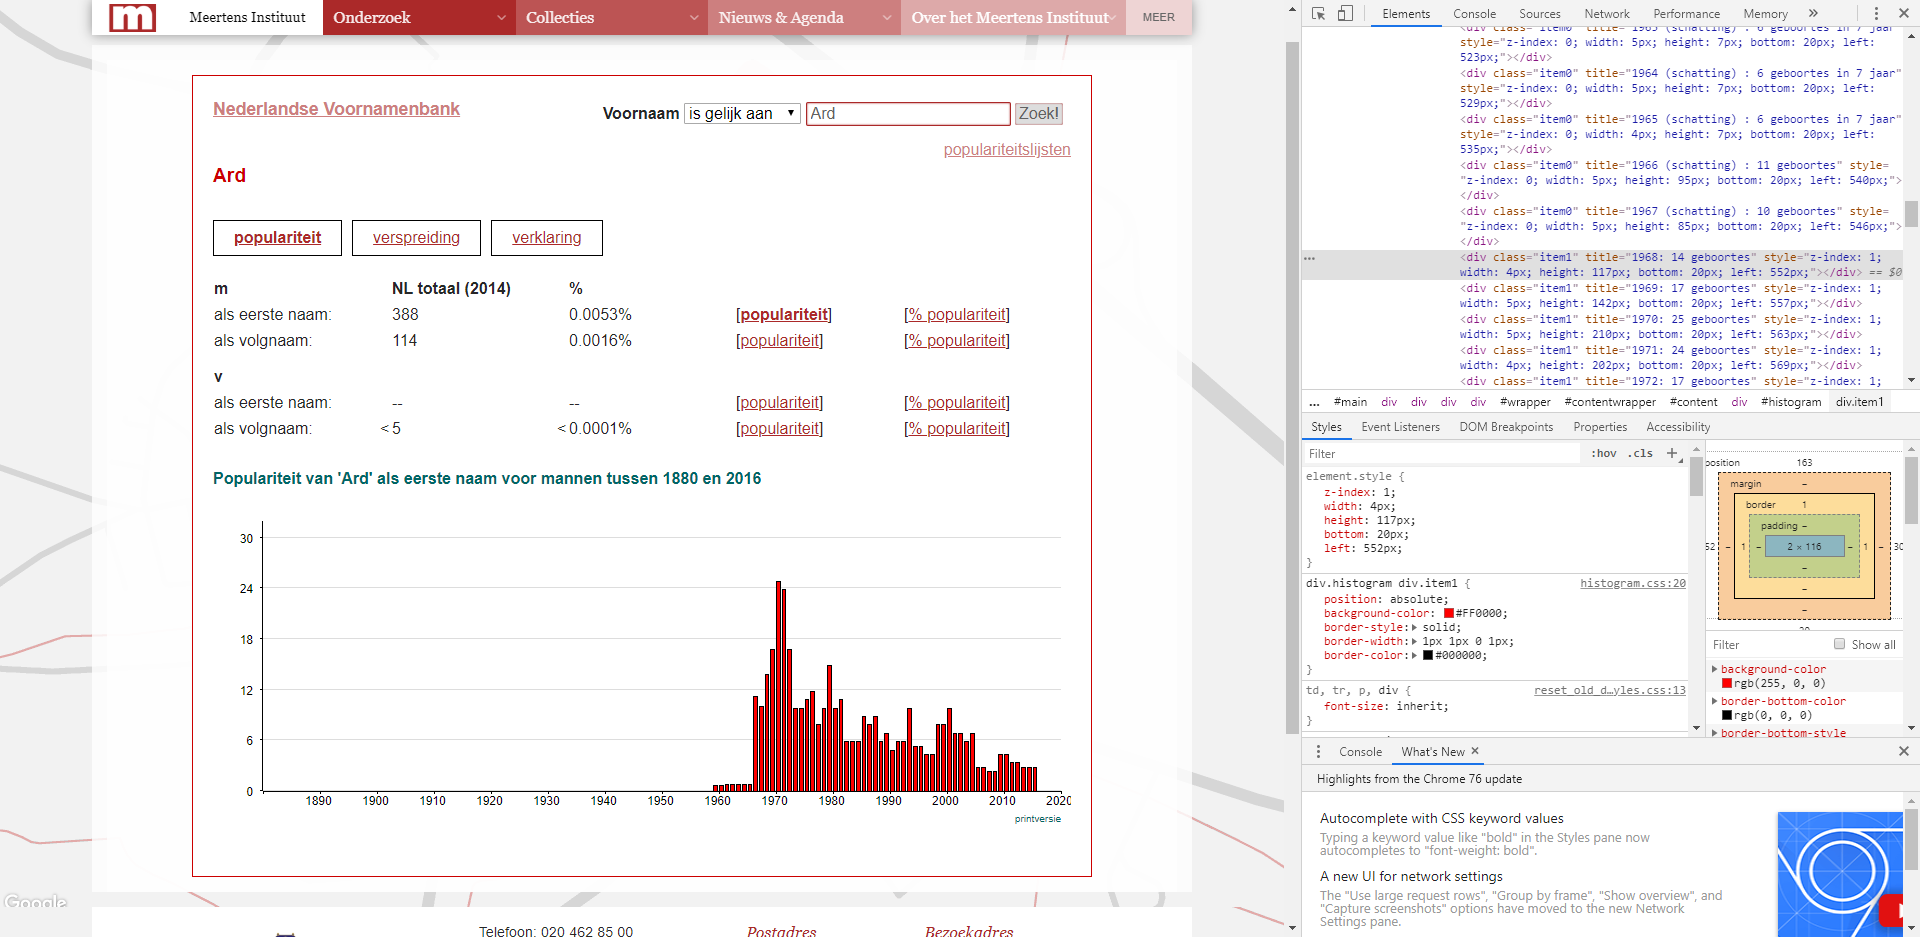 Meertens Instituut
Onderzoek
Collecties
Nieuws & Agenda
Over het Meertens Instituut
MEER
Nederlandse Voornamenbank
Voornaam is gelijk aan Ard Zoek!
populariteitslijsten
Ard
populariteit verspreiding verklaring
m NL totaal (2014) %
als eerste naam: 388 0.0053% [populariteit] [% populariteit]
als volgnaam: 114 0.0016% [populariteit] [% populariteit]
v
als eerste naam: -- -- [populariteit] [% populariteit]
als volgnaam: < 5 < 0.0001% [populariteit] [% populariteit]
Populariteit van 'Ard' als eerste naam voor mannen tussen 1880 en 2016
30
24
18
12
6
0
1890 1900 1910 1920 1930 1940 1950 1960 1970 1980 1990 2000 2010 2020
printversie
Google
Telefoon: 020 462 85 00
Postadres
Bezoekadres
Elements Console Sources Network Performance Memory »
<div class="item0" title="1963 (schatting) : 6 geboortes in 7 jaar"
style="z-index: 0; width: 5px; height: 7px; bottom: 20px; left:
523px;"></div>
<div class="item0" title="1964 (schatting) : 6 geboortes in 7 jaar"
style="z-index: 0; width: 5px; height: 7px; bottom: 20px; left:
529px;"></div>
<div class="item0" title="1965 (schatting) : 6 geboortes in 7 jaar"
style="z-index: 0; width: 4px; height: 7px; bottom: 20px; left:
535px;"></div>
<div class="item0" title="1966 (schatting) : 11 geboortes" style=
"z-index: 0; width: 5px; height: 95px; bottom: 20px; left: 540px;">
</div>
<div class="item0" title="1967 (schatting) : 10 geboortes" style=
"z-index: 0; width: 5px; height: 85px; bottom: 20px; left: 546px;">
</div>
... <div class="item1" title="1968: 14 geboortes" style="z-index: 1;
width: 4px; height: 117px; bottom: 20px; left: 552px;"></div> == $0
<div class="item1" title="1969: 17 geboortes" style="z-index: 1;
width: 5px; height: 142px; bottom: 20px; left: 557px;"></div>
<div class="item1" title="1970: 25 geboortes" style="z-index: 1;
width: 5px; height: 210px; bottom: 20px; left: 563px;"></div>
<div class="item1" title="1971: 24 geboortes" style="z-index: 1;
width: 4px; height: 202px; bottom: 20px; left: 569px;"></div>
<div class="item1" title="1972: 17 geboortes" style="z-index: 1;
... #main div div div div #wrapper #contentwrapper #content div #histogram div.item1
Styles Event Listeners DOM Breakpoints Properties Accessibility
Filter :hov .cls +
element.style {
z-index: 1;
width: 4px;
height: 117px;
bottom: 20px;
left: 552px;
}
div.histogram div.item1 { histogram.css:20
position: absolute;
background-color: #FF0000;
border-style: solid;
border-width: 1px 1px 0 1px;
border-color: #000000;
}
td, tr, p, div { reset_old_d…yles.css:13
font-size: inherit;
}
position 163
margin –
border 1
padding –
52 – 1 – 2 × 116 – 1 – 30
–
–
–
Filter Show all
background-color
rgb(255, 0, 0)
border-bottom-color
rgb(0, 0, 0)
border-bottom-style
Console What's New ×
Highlights from the Chrome 76 update
Autocomplete with CSS keyword values
Typing a keyword value like "bold" in the Styles pane now
autocompletes to "font-weight: bold".
A new UI for network settings
The "Use large request rows", "Group by frame", "Show overview", and
"Capture screenshots" options have moved to the new Network
Settings pane.